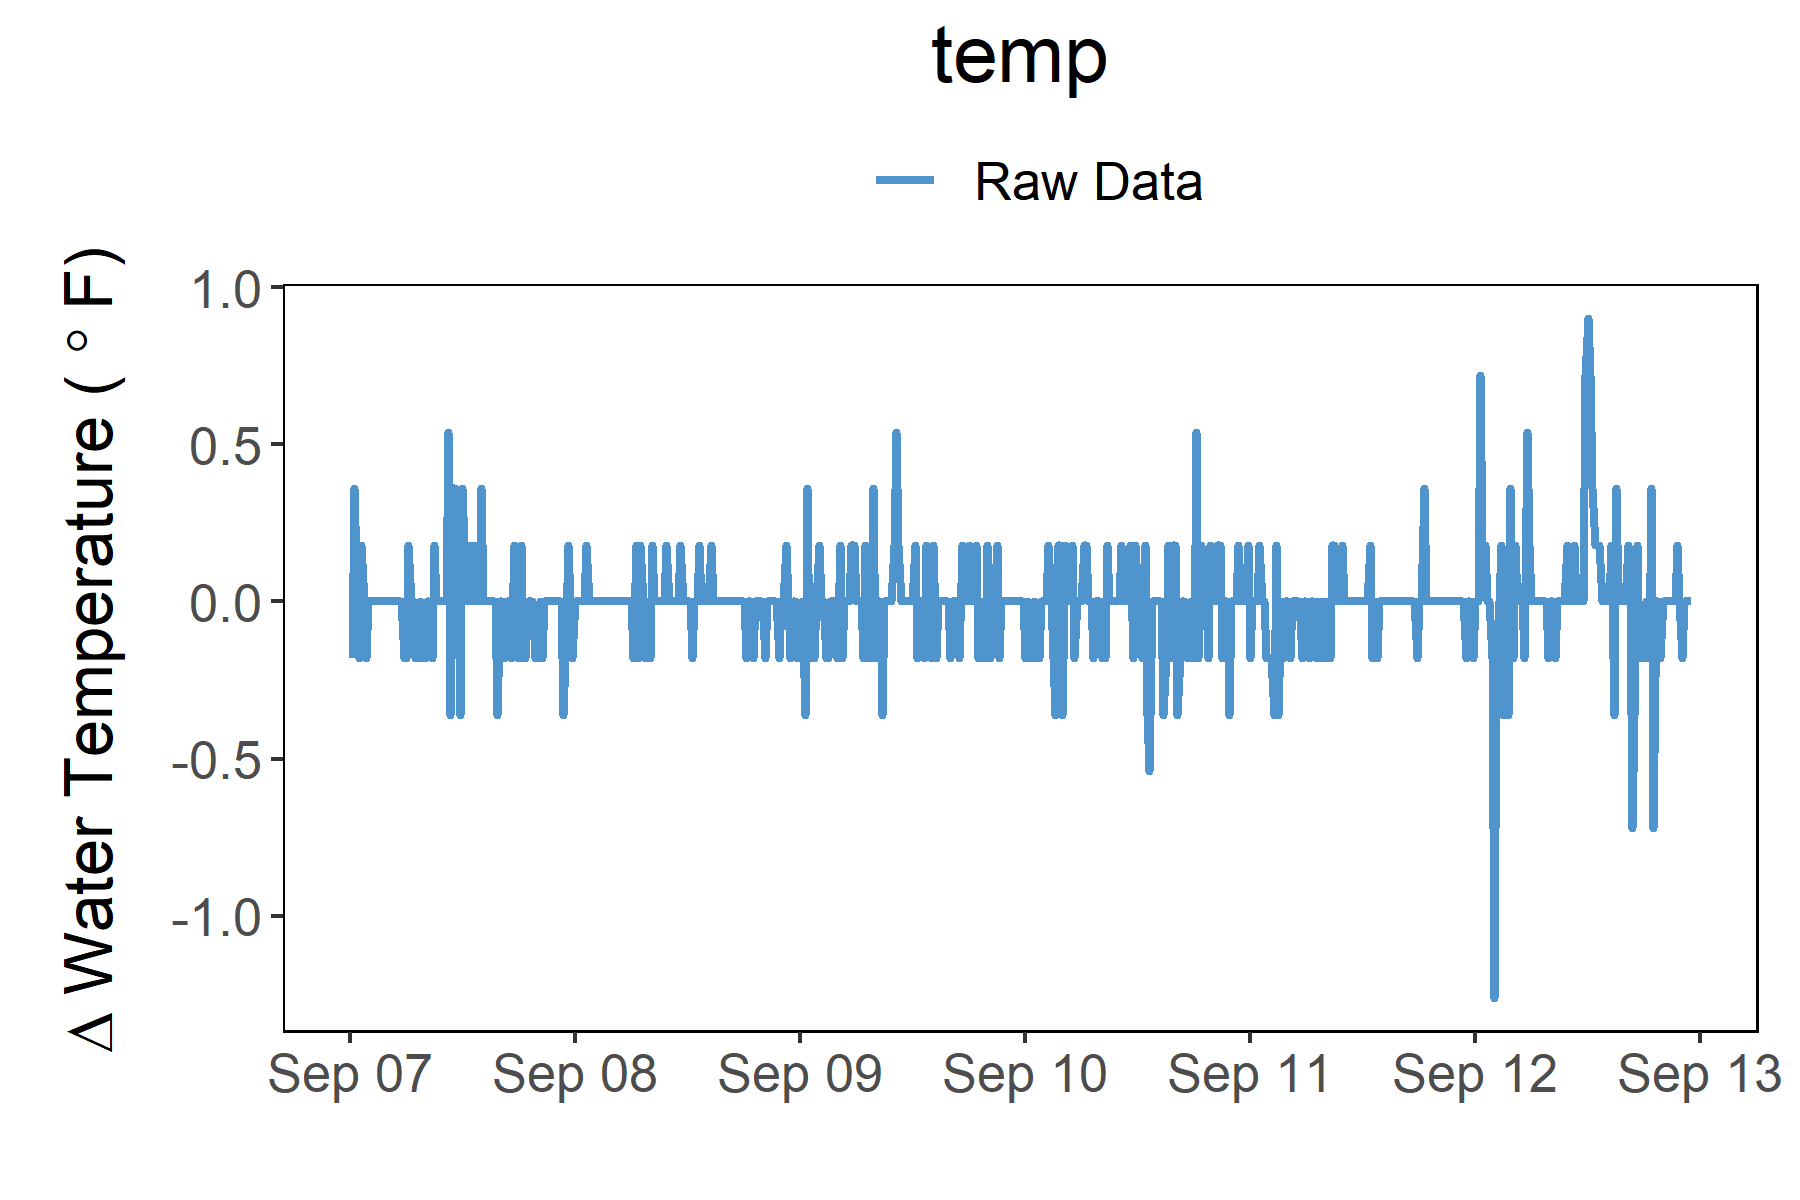 temp
Raw Data
Δ Water Temperature ( ° F)
1.0
0.5
0.0
-0.5
-1.0
Sep 07 Sep 08 Sep 09 Sep 10 Sep 11 Sep 12 Sep 13